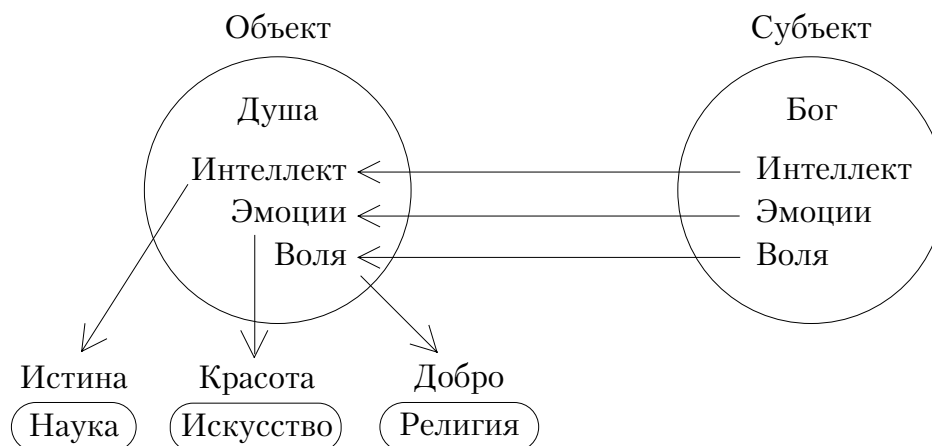 Объект Субъект
Душа Бог
Интеллект Интеллект
Эмоции Эмоции
Воля Воля
Истина Красота Добро
Наука Искусство Религия